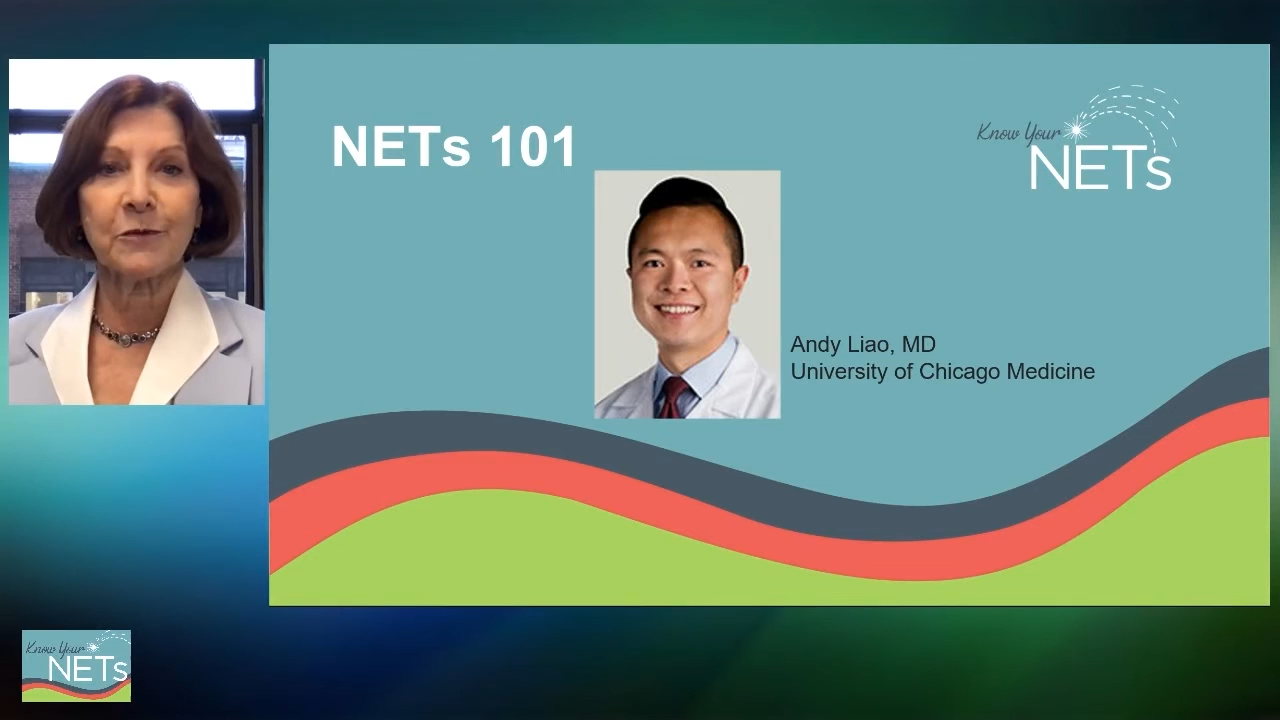 NETs 101
Know Your
NETs
Andy Liao, MD
University of Chicago Medicine
Know Your
NETs